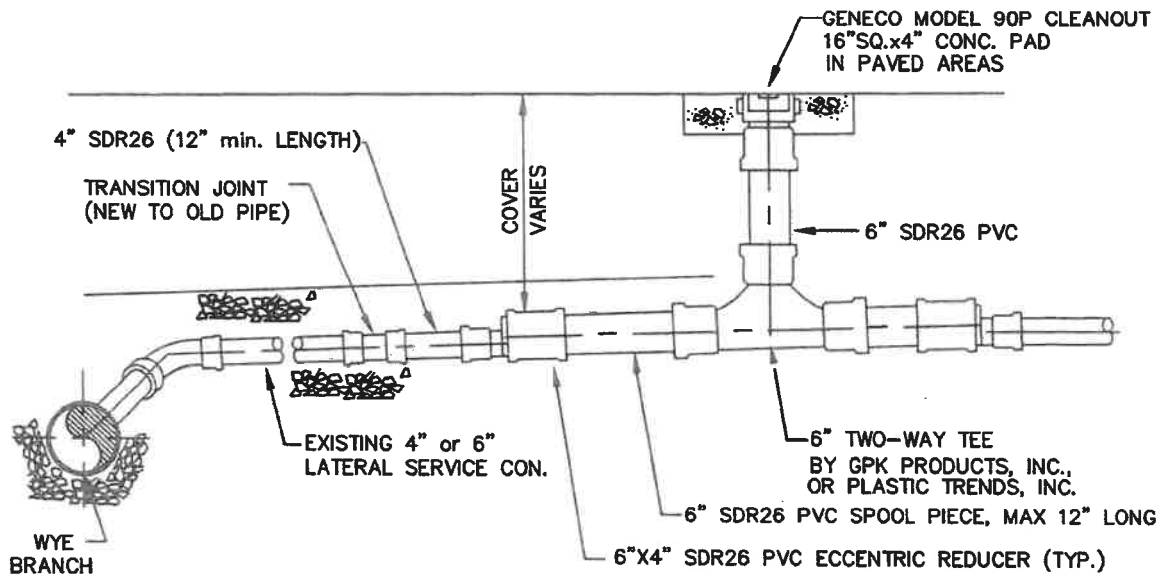 GENECO MODEL 90P CLEANOUT
16"SQ.x4" CONC. PAD
IN PAVED AREAS
4" SDR26 (12" min. LENGTH)
TRANSITION JOINT
(NEW TO OLD PIPE)
COVER
VARIES
6" SDR26 PVC
EXISTING 4" or 6"
LATERAL SERVICE CON.
6" TWO-WAY TEE
BY GPK PRODUCTS, INC.,
OR PLASTIC TRENDS, INC.
6" SDR26 PVC SPOOL PIECE, MAX 12" LONG
WYE
BRANCH
6"X4" SDR26 PVC ECCENTRIC REDUCER (TYP.)